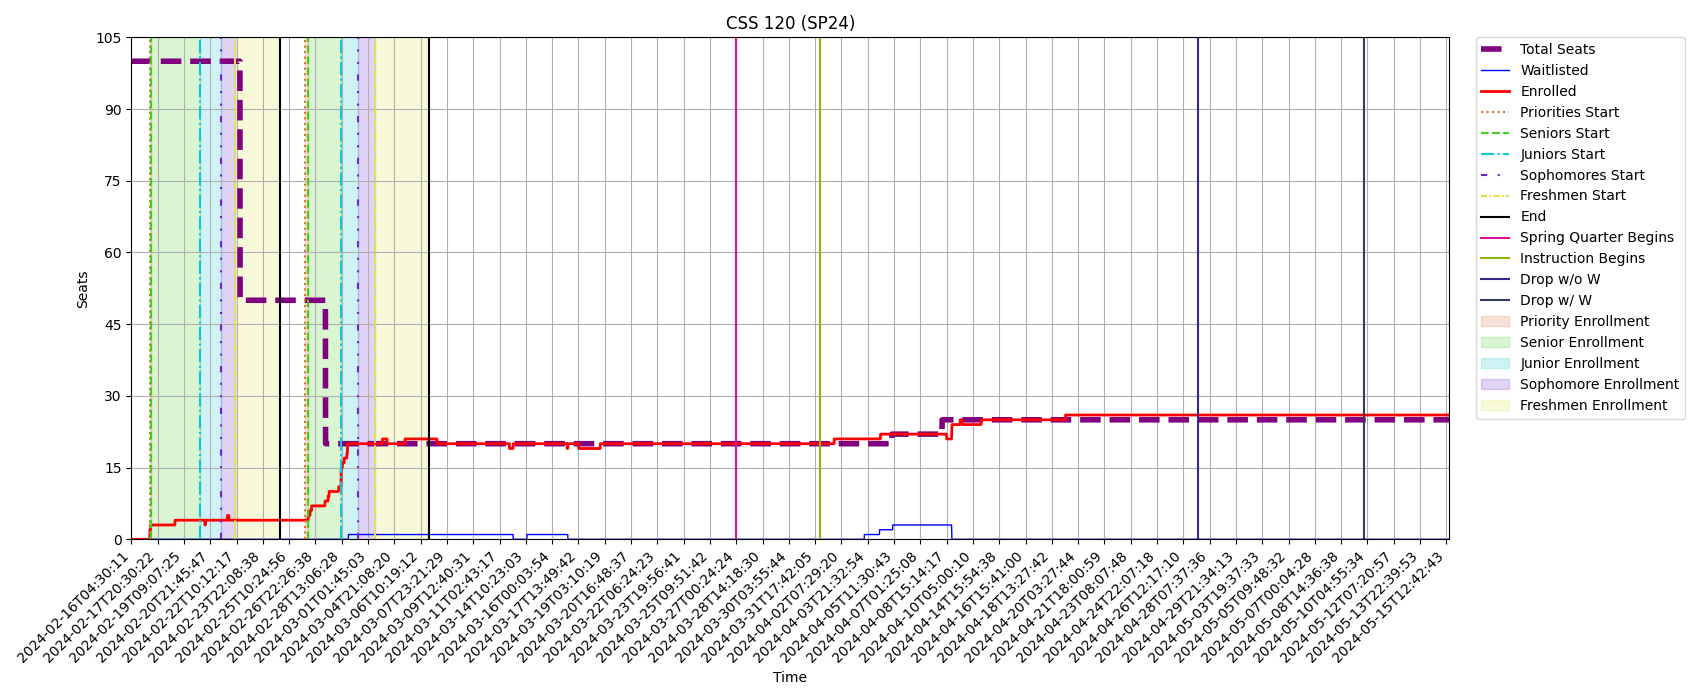 CSS 120 (SP24)
105
90
75
60
45
30
15
0
Seats
2024-02-16T04:30:11
2024-02-17T20:30:22
2024-02-19T09:07:25
2024-02-20T21:45:47
2024-02-22T10:12:17
2024-02-23T22:08:38
2024-02-25T10:24:56
2024-02-26T22:26:38
2024-02-28T13:06:28
2024-03-01T01:45:03
2024-03-04T21:08:20
2024-03-06T10:19:12
2024-03-07T23:21:29
2024-03-09T12:40:31
2024-03-11T02:43:17
2024-03-14T10:23:03
2024-03-16T00:03:54
2024-03-17T13:49:42
2024-03-19T03:10:19
2024-03-20T16:48:37
2024-03-22T06:24:23
2024-03-23T19:56:41
2024-03-25T09:51:42
2024-03-27T00:24:24
2024-03-28T14:18:30
2024-03-30T03:55:44
2024-03-31T17:42:05
2024-04-02T07:29:20
2024-04-03T21:32:54
2024-04-05T11:30:43
2024-04-07T01:25:08
2024-04-08T15:14:17
2024-04-10T05:00:10
2024-04-14T15:54:38
2024-04-16T15:41:00
2024-04-18T13:27:42
2024-04-20T03:27:44
2024-04-21T18:00:59
2024-04-23T08:07:48
2024-04-24T22:07:18
2024-04-26T12:17:10
2024-04-28T07:37:36
2024-04-29T21:34:13
2024-05-03T19:37:33
2024-05-05T09:48:32
2024-05-07T00:04:28
2024-05-08T14:36:38
2024-05-10T04:55:34
2024-05-12T07:20:57
2024-05-13T22:39:53
2024-05-15T12:42:43
Time
Total Seats
Waitlisted
Enrolled
Priorities Start
Seniors Start
Juniors Start
Sophomores Start
Freshmen Start
End
Spring Quarter Begins
Instruction Begins
Drop w/o W
Drop w/ W
Priority Enrollment
Senior Enrollment
Junior Enrollment
Sophomore Enrollment
Freshmen Enrollment